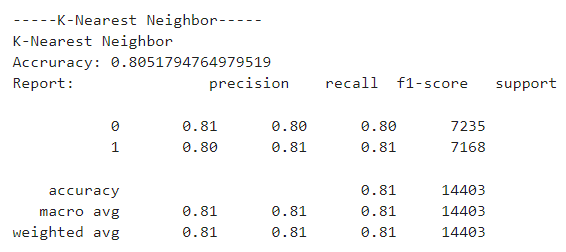 -----K-Nearest Neighbor-----
K-Nearest Neighbor
Accruracy: 0.8051794764979519
Report:               precision    recall  f1-score   support

           0       0.81      0.80      0.80      7235
           1       0.80      0.81      0.81      7168

    accuracy                           0.81     14403
   macro avg       0.81      0.81      0.81     14403
weighted avg       0.81      0.81      0.81     14403